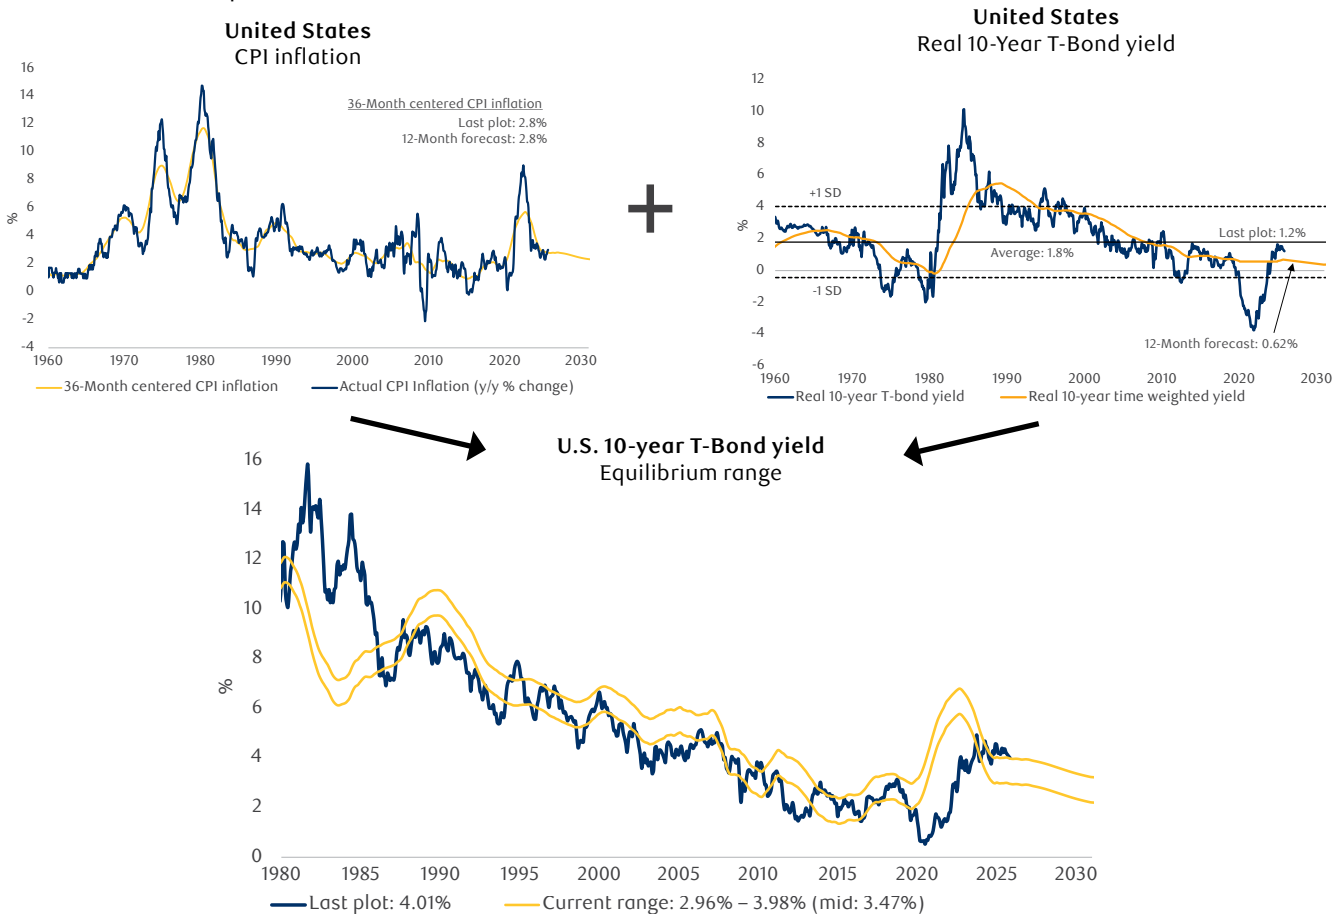 United States
CPI inflation
16
14
12
10
8
6
4
2
0
-2
-4
%
36-Month centered CPI inflation
Last plot: 2.8%
12-Month forecast: 2.8%
1960 1970 1980 1990 2000 2010 2020 2030
36-Month centered CPI inflation Actual CPI Inflation (y/y % change)
+
United States
Real 10-Year T-Bond yield
12
10
8
6
4
2
0
-2
-4
-6
%
+1 SD
Last plot: 1.2%
Average: 1.8%
-1 SD
12-Month forecast: 0.62%
1960 1970 1980 1990 2000 2010 2020 2030
Real 10-year T-bond yield Real 10-year time weighted yield
U.S. 10-year T-Bond yield
Equilibrium range
16
14
12
10
8
6
4
2
0
%
1980 1985 1990 1995 2000 2005 2010 2015 2020 2025 2030
Last plot: 4.01% Current range: 2.96% – 3.98% (mid: 3.47%)